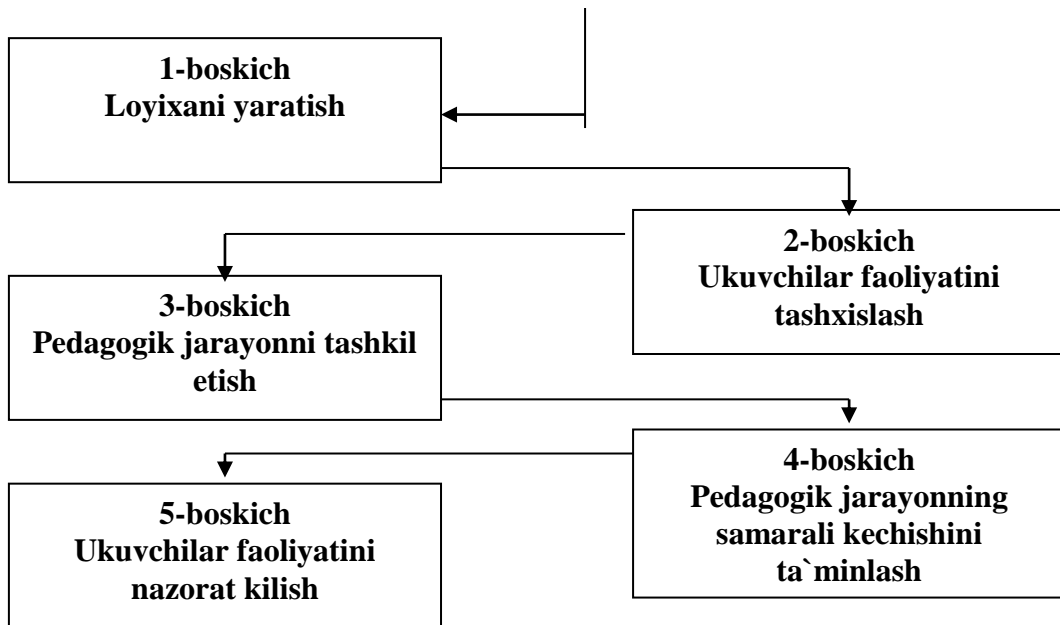 1-boskich
Loyixani yaratish
2-boskich
Ukuvchilar faoliyatini
tashxislash
3-boskich
Pedagogik jarayonni tashkil
etish
4-boskich
Pedagogik jarayonning
samarali kechishini
ta`minlash
5-boskich
Ukuvchilar faoliyatini
nazorat kilish